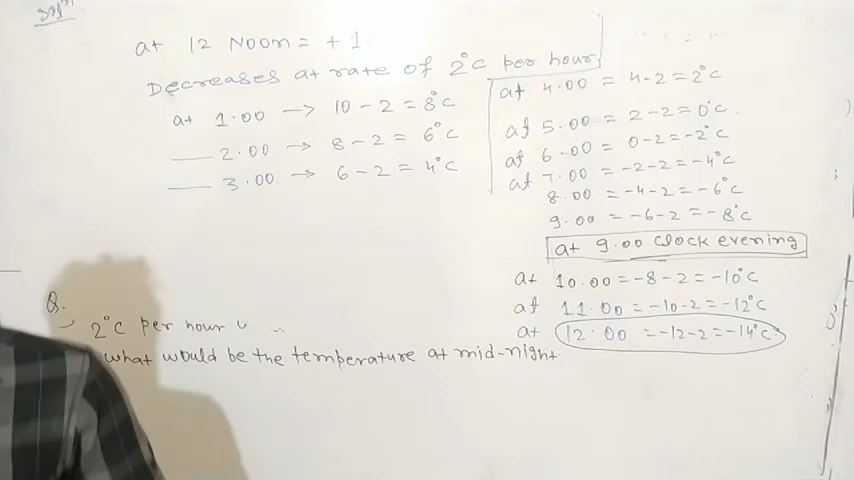 at 12 Noon = + 1
Decreases at rate of 2°c per hour
at 1.00 → 10 - 2 = 8°c
2.00 → 8 - 2 = 6°c
3.00 → 6 - 2 = 4°c
at 4.00 = 4-2 = 2°c
at 5.00 = 2-2 = 0°c
at 6.00 = 0-2 = -2°c
at 7.00 = -2-2 = -4°c
8.00 = -4-2 = -6°c
9.00 = -6-2 = -8°c
at 9.00 clock evening
at 10.00 = -8-2 = -10°c
at 11.00 = -10-2 = -12°c
at 12.00 = -12-2 = -14°c
Q.
2°c per hour
what would be the temperature at mid-night.